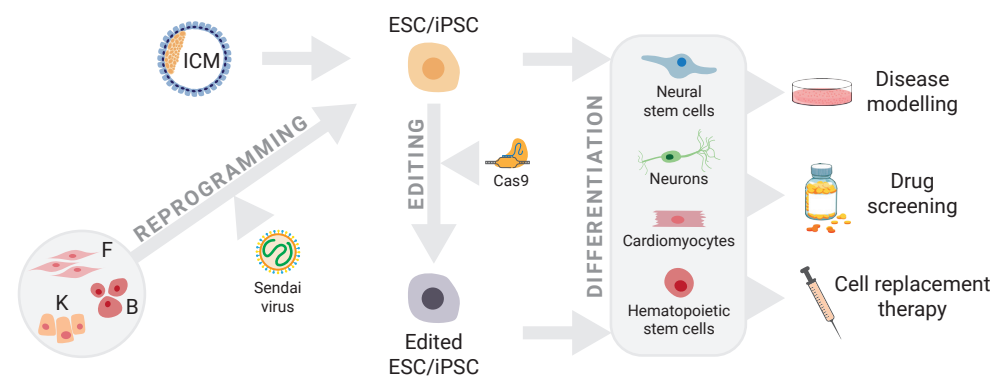 ICM
ESC/iPSC
REPROGRAMMING
F
K
B
Sendai
virus
EDITING
Cas9
Edited
ESC/iPSC
DIFFERENTIATION
Neural
stem cells
Neurons
Cardiomyocytes
Hematopoietic
stem cells
Disease
modelling
Drug
screening
Cell replacement
therapy